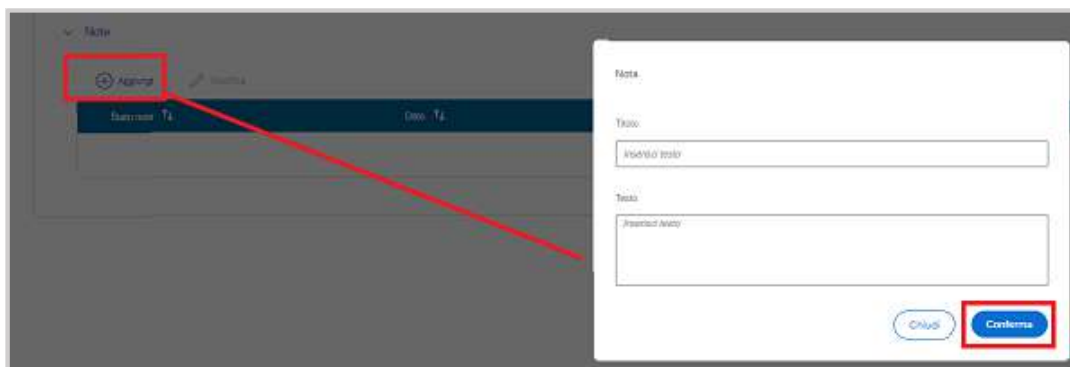 Note
Aggiungi Modifica
Data
Nota
Titolo
Inserisci testo
Testo
Inserisci testo
Chiudi Conferma